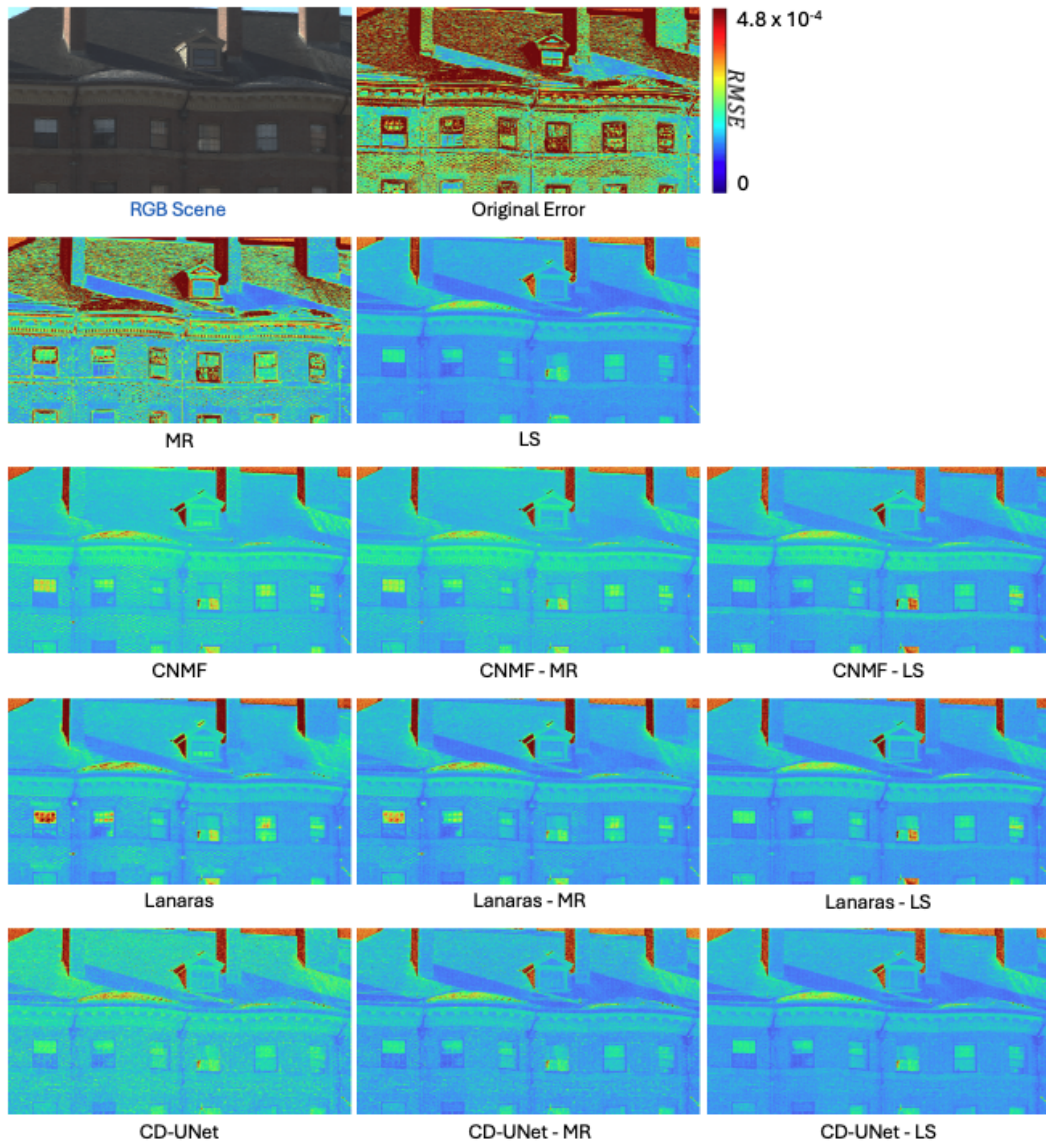 4.8 x 10-4
RMSE
0
RGB Scene
Original Error
MR
LS
CNMF
CNMF - MR
CNMF - LS
Lanaras
Lanaras - MR
Lanaras - LS
CD-UNet
CD-UNet - MR
CD-UNet - LS